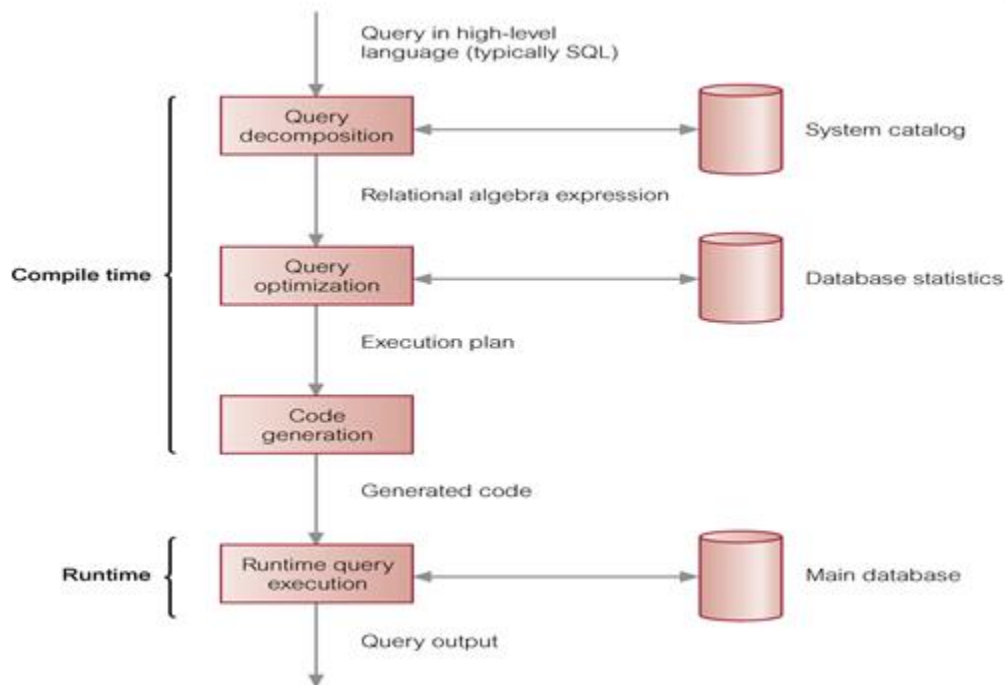 Query in high-level
language (typically SQL)
Query
decomposition
System catalog
Relational algebra expression
Compile time
Query
optimization
Database statistics
Execution plan
Code
generation
Generated code
Runtime
Runtime query
execution
Main database
Query output